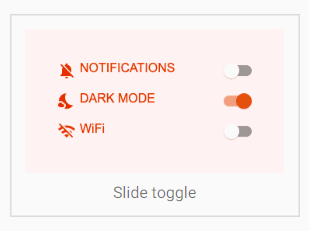 NOTIFICATIONS
DARK MODE
WiFi
Slide toggle